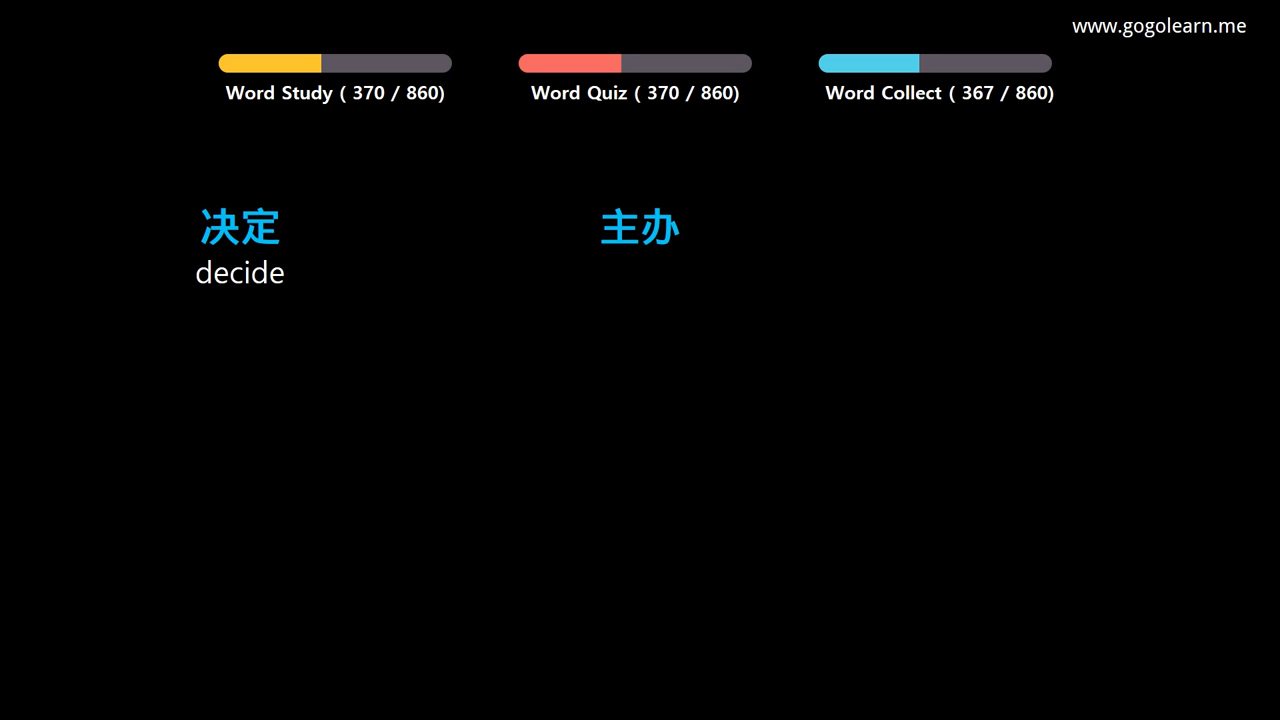 www.gogolearn.me
Word Study ( 370 / 860)
Word Quiz ( 370 / 860)
Word Collect ( 367 / 860)
决定
主办
decide